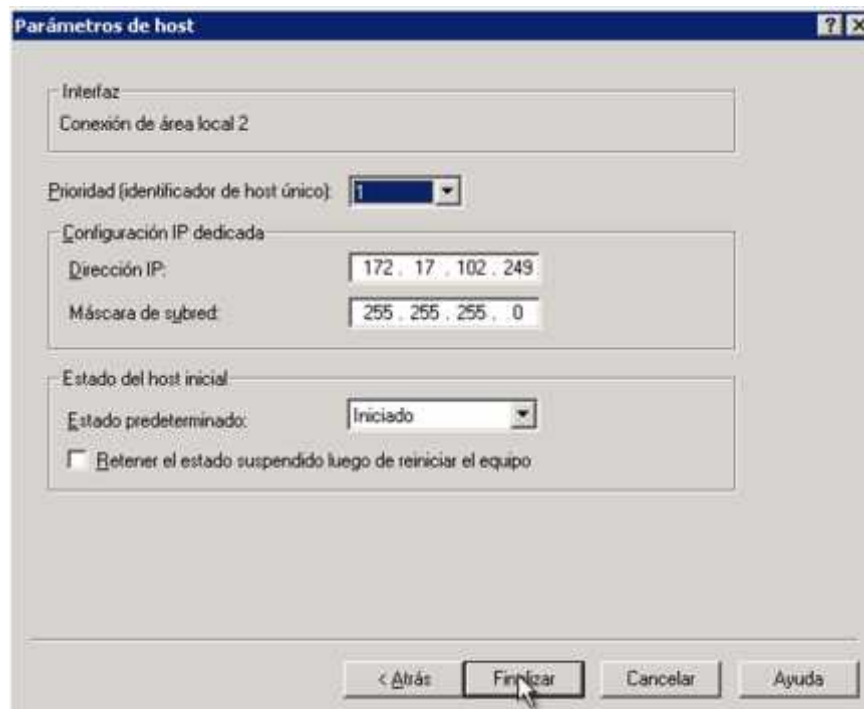 Parámetros de host
Interfaz
Conexión de área local 2
Prioridad (identificador de host único): 1
Configuración IP dedicada
Dirección IP: 172 . 17 . 102 . 249
Máscara de subred: 255 . 255 . 255 . 0
Estado del host inicial
Estado predeterminado: Iniciado
Retener el estado suspendido luego de reiniciar el equipo
< Atrás Finalizar Cancelar Ayuda